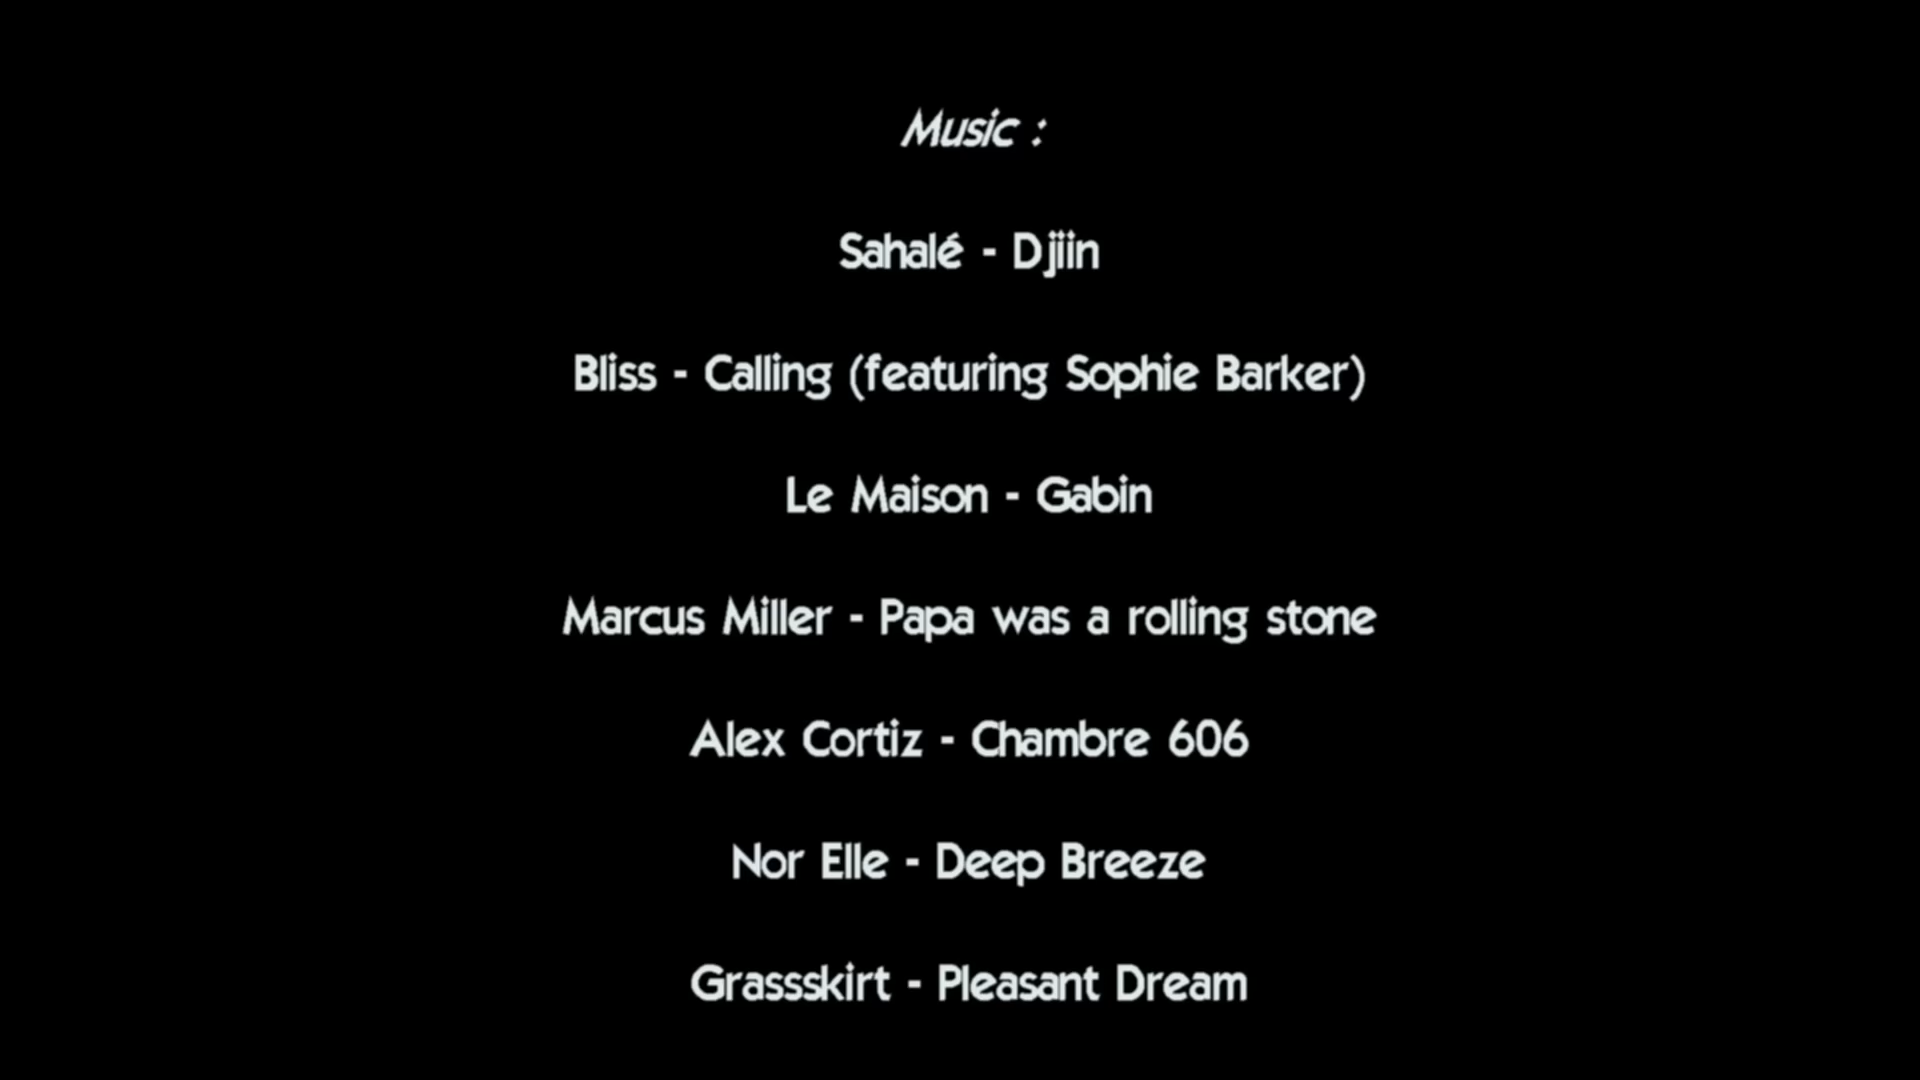 Music :
Sahalé - Djiin
Bliss - Calling (featuring Sophie Barker)
Le Maison - Gabin
Marcus Miller - Papa was a rolling stone
Alex Cortiz - Chambre 606
Nor Elle - Deep Breeze
Grassskirt - Pleasant Dream